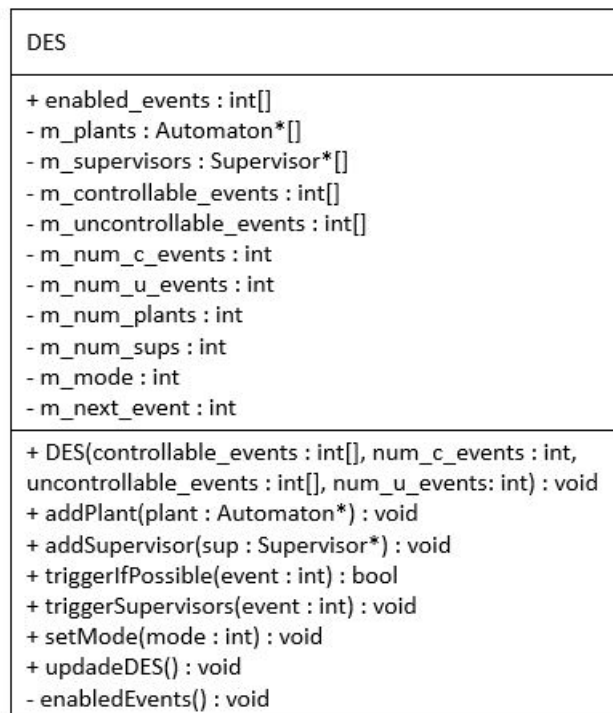 DES
+ enabled_events : int[]
- m_plants : Automaton*[]
- m_supervisors : Supervisor*[]
- m_controllable_events : int[]
- m_uncontrollable_events : int[]
- m_num_c_events : int
- m_num_u_events : int
- m_num_plants : int
- m_num_sups : int
- m_mode : int
- m_next_event : int
+ DES(controllable_events : int[], num_c_events : int,
uncontrollable_events : int[], num_u_events: int) : void
+ addPlant(plant : Automaton*) : void
+ addSupervisor(sup : Supervisor*) : void
+ triggerIfPossible(event : int) : bool
+ triggerSupervisors(event : int) : void
+ setMode(mode : int) : void
+ updadeDES() : void
- enabledEvents() : void